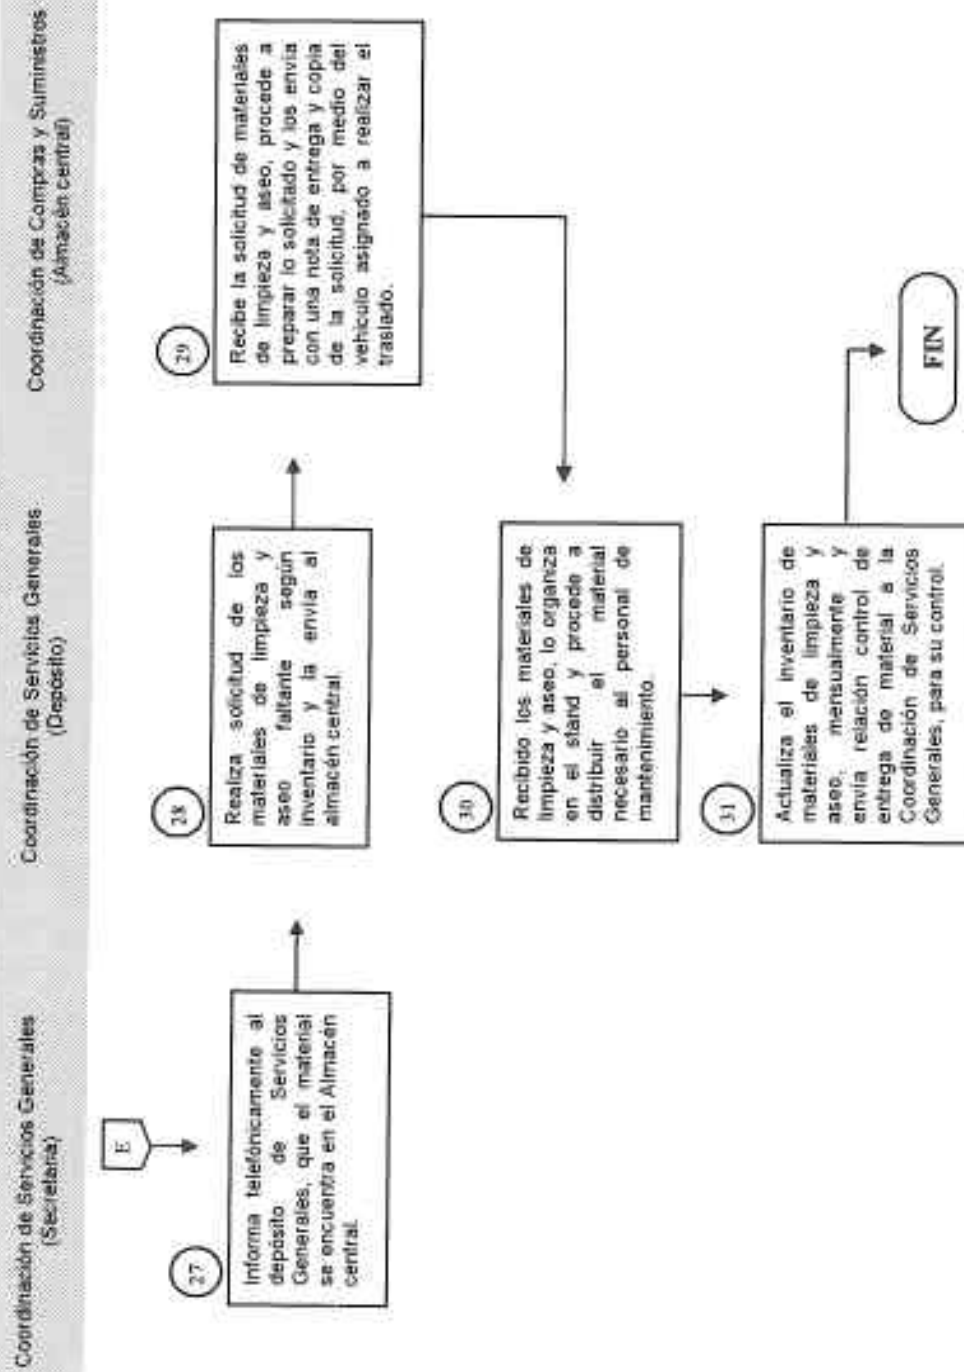 Coordinación de Servicios Generales
(Secretaria)
Coordinación de Servicios Generales
(Depósito)
Coordinación de Compras y Suministros
(Almacén central)
E
27
Informa telefónicamente al
depósito de Servicios
Generales, que el material
se encuentra en el Almacén
central.
28
Realiza solicitud de los
materiales de limpieza y
aseo faltante según
inventario y la envía al
almacén central.
29
Recibe la solicitud de materiales
de limpieza y aseo, procede a
preparar lo solicitado y los envía
con una nota de entrega y copia
de la solicitud, por medio del
vehículo asignado a realizar el
traslado.
30
Recibido los materiales de
limpieza y aseo, lo organiza
en el stand y procede a
distribuir el material
necesario al personal de
mantenimiento.
31
Actualiza el inventario de
materiales de limpieza y
aseo, mensualmente y
envía relación control de
entrega de material a la
Coordinación de Servicios
Generales, para su control.
FIN